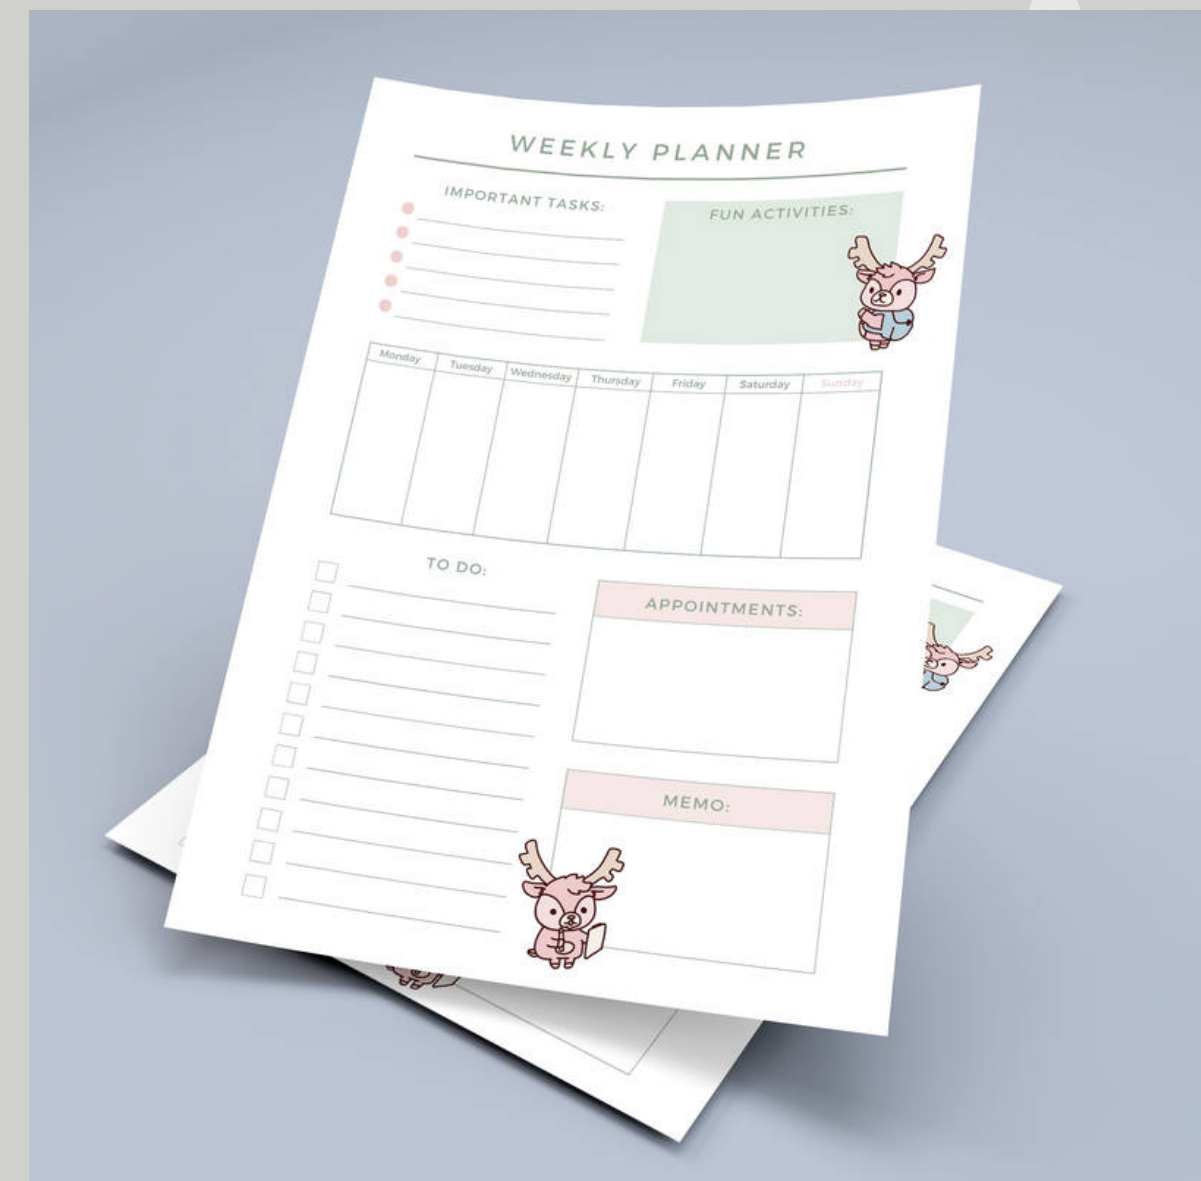 WEEKLY PLANNER
IMPORTANT TASKS:
FUN ACTIVITIES:
Monday Tuesday Wednesday Thursday Friday Saturday Sunday
TO DO:
APPOINTMENTS:
MEMO: